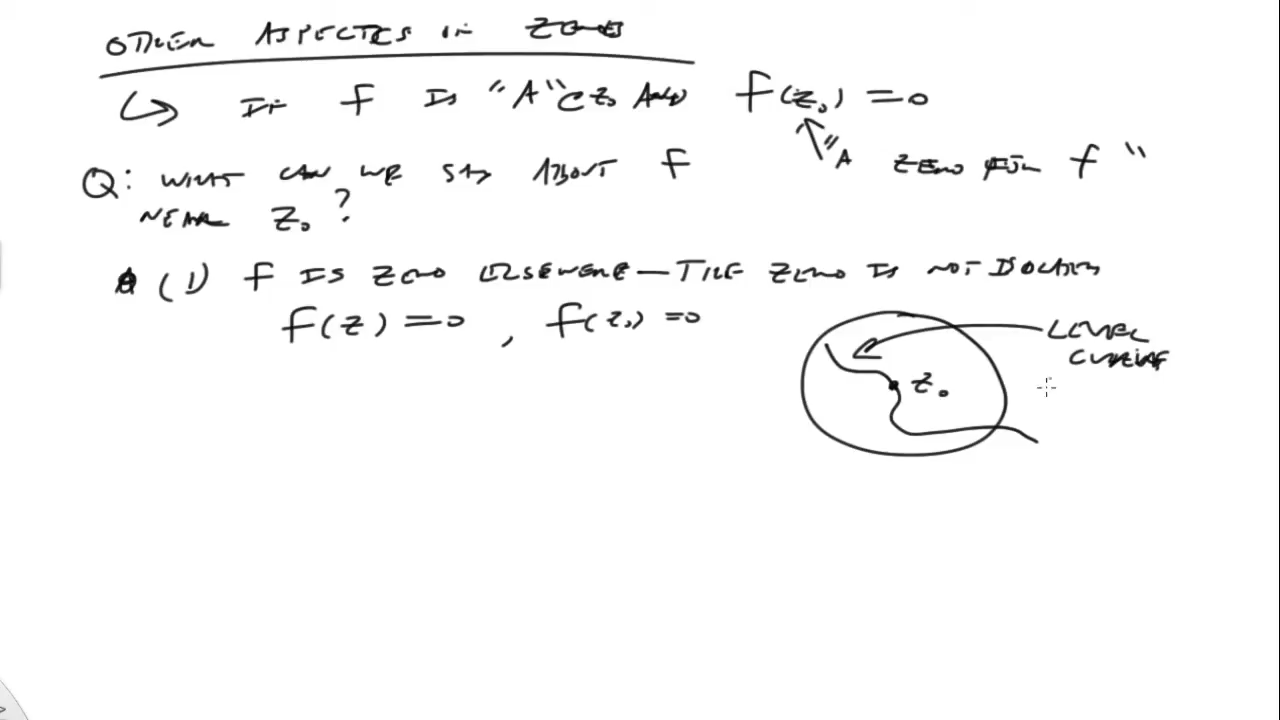 OTHER ASPECTS OF ZEROS
↪ IF f IS "A" @ z₀ AND f(z₀) = 0
"A ZERO FOR f"
Q: WHAT CAN WE SAY ABOUT f
NEAR z₀?
(1) f IS ZERO ELSEWHERE — THE ZERO IS NOT ISOLATED
f(z) = 0, f(z₀) = 0
LEVEL
CURVE
z₀